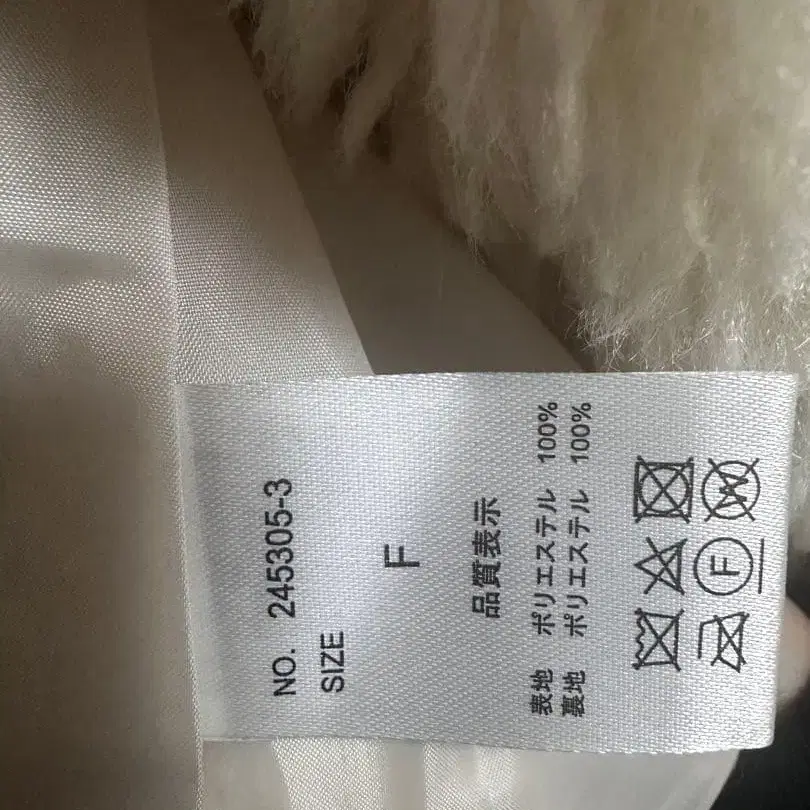 NO. 245305-3
SIZE
F
品質表示
表地 ポリエステル 100%
裏地 ポリエステル 100%
F W